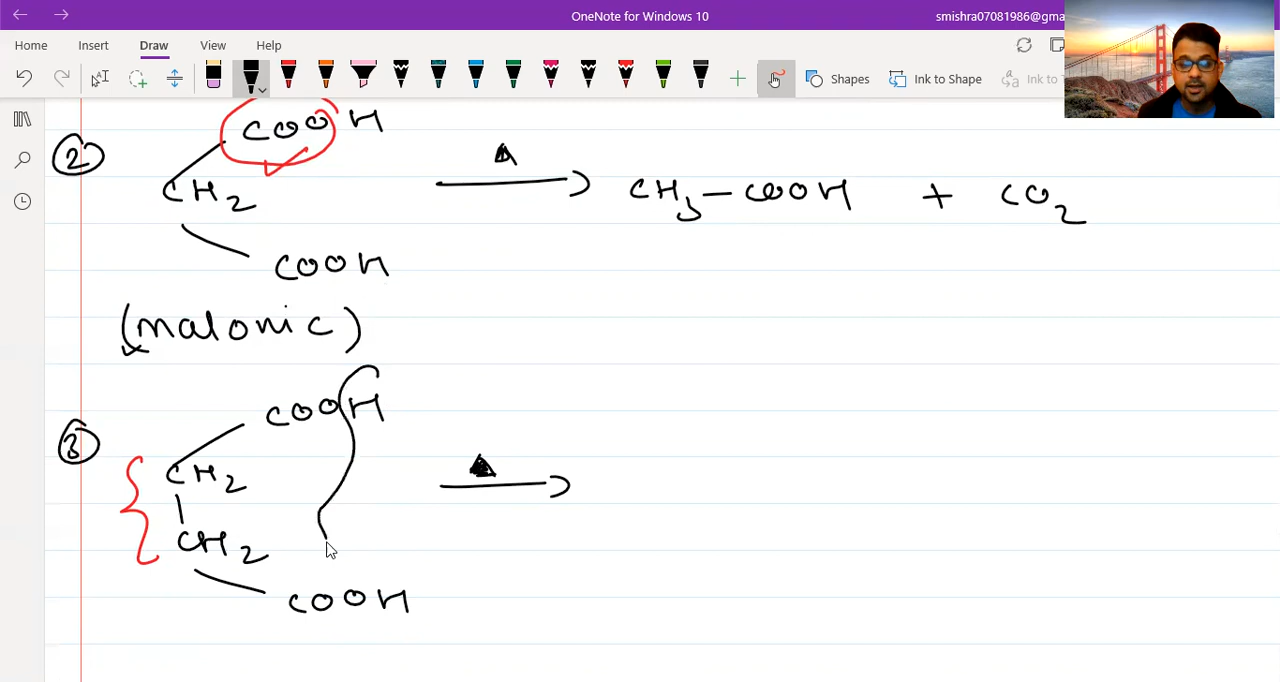 OneNote for Windows 10
smishra07081986@gma
Home Insert Draw View Help
Shapes Ink to Shape Ink to
② COOH
CH2
COOH
Δ
CH3 — COOH + CO2
(malonic)
③ COOH
CH2
CH2
COOH
Δ